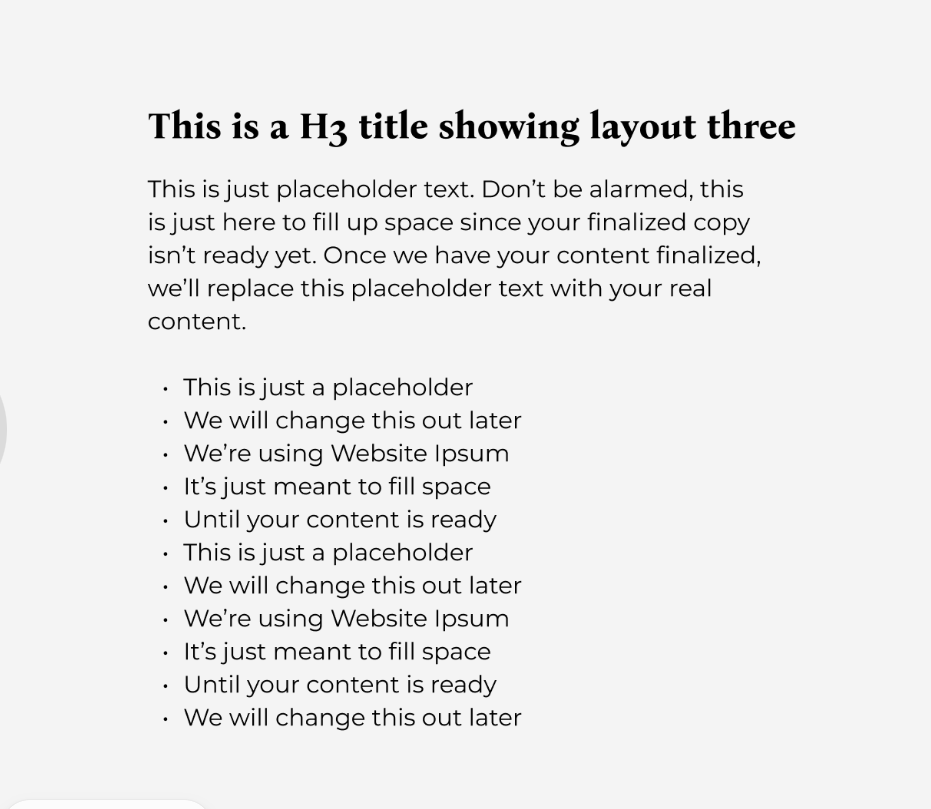 This is a H3 title showing layout three
This is just placeholder text. Don’t be alarmed, this
is just here to fill up space since your finalized copy
isn’t ready yet. Once we have your content finalized,
we’ll replace this placeholder text with your real
content.
• This is just a placeholder
• We will change this out later
• We’re using Website Ipsum
• It’s just meant to fill space
• Until your content is ready
• This is just a placeholder
• We will change this out later
• We’re using Website Ipsum
• It’s just meant to fill space
• Until your content is ready
• We will change this out later